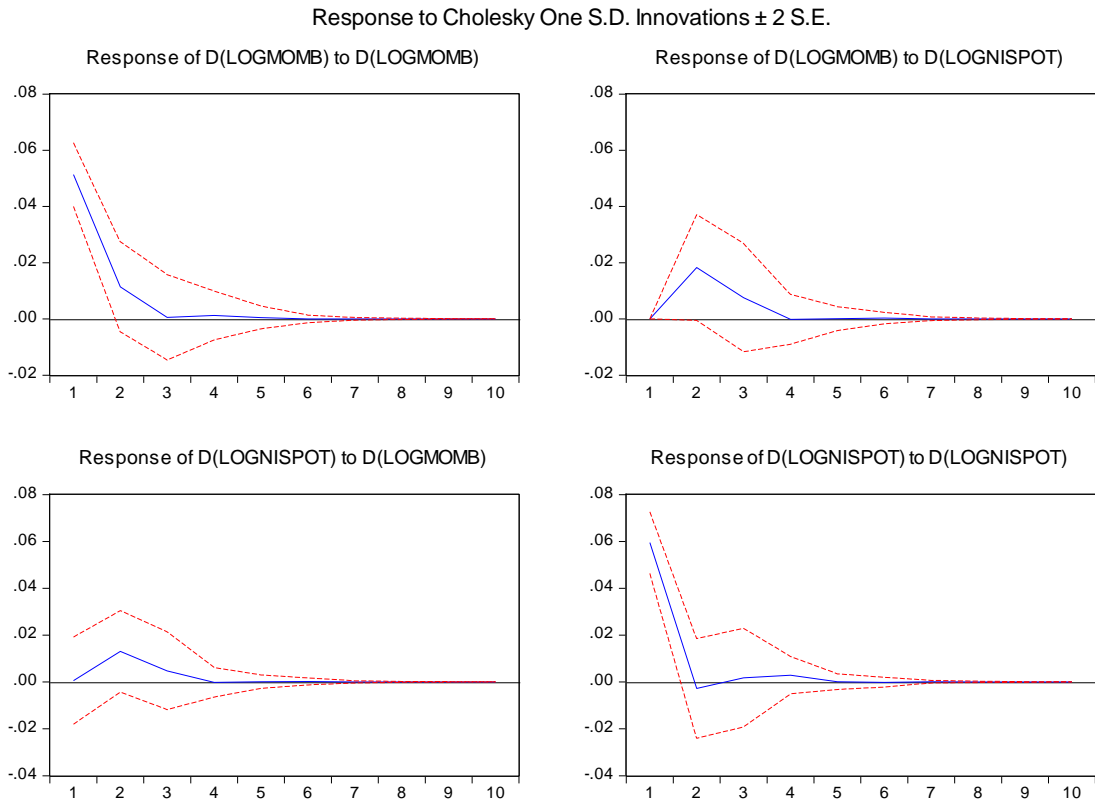 Response to Cholesky One S.D. Innovations ± 2 S.E.
Response of D(LOGMOMB) to D(LOGMOMB)
.08
.06
.04
.02
.00
-.02
1 2 3 4 5 6 7 8 9 10
Response of D(LOGMOMB) to D(LOGNISPOT)
.08
.06
.04
.02
.00
-.02
1 2 3 4 5 6 7 8 9 10
Response of D(LOGNISPOT) to D(LOGMOMB)
.08
.06
.04
.02
.00
-.02
-.04
1 2 3 4 5 6 7 8 9 10
Response of D(LOGNISPOT) to D(LOGNISPOT)
.08
.06
.04
.02
.00
-.02
-.04
1 2 3 4 5 6 7 8 9 10